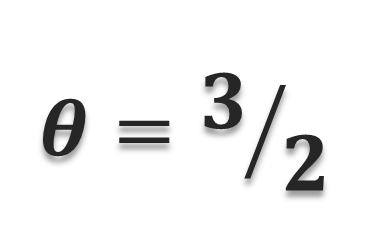 θ = 3/2